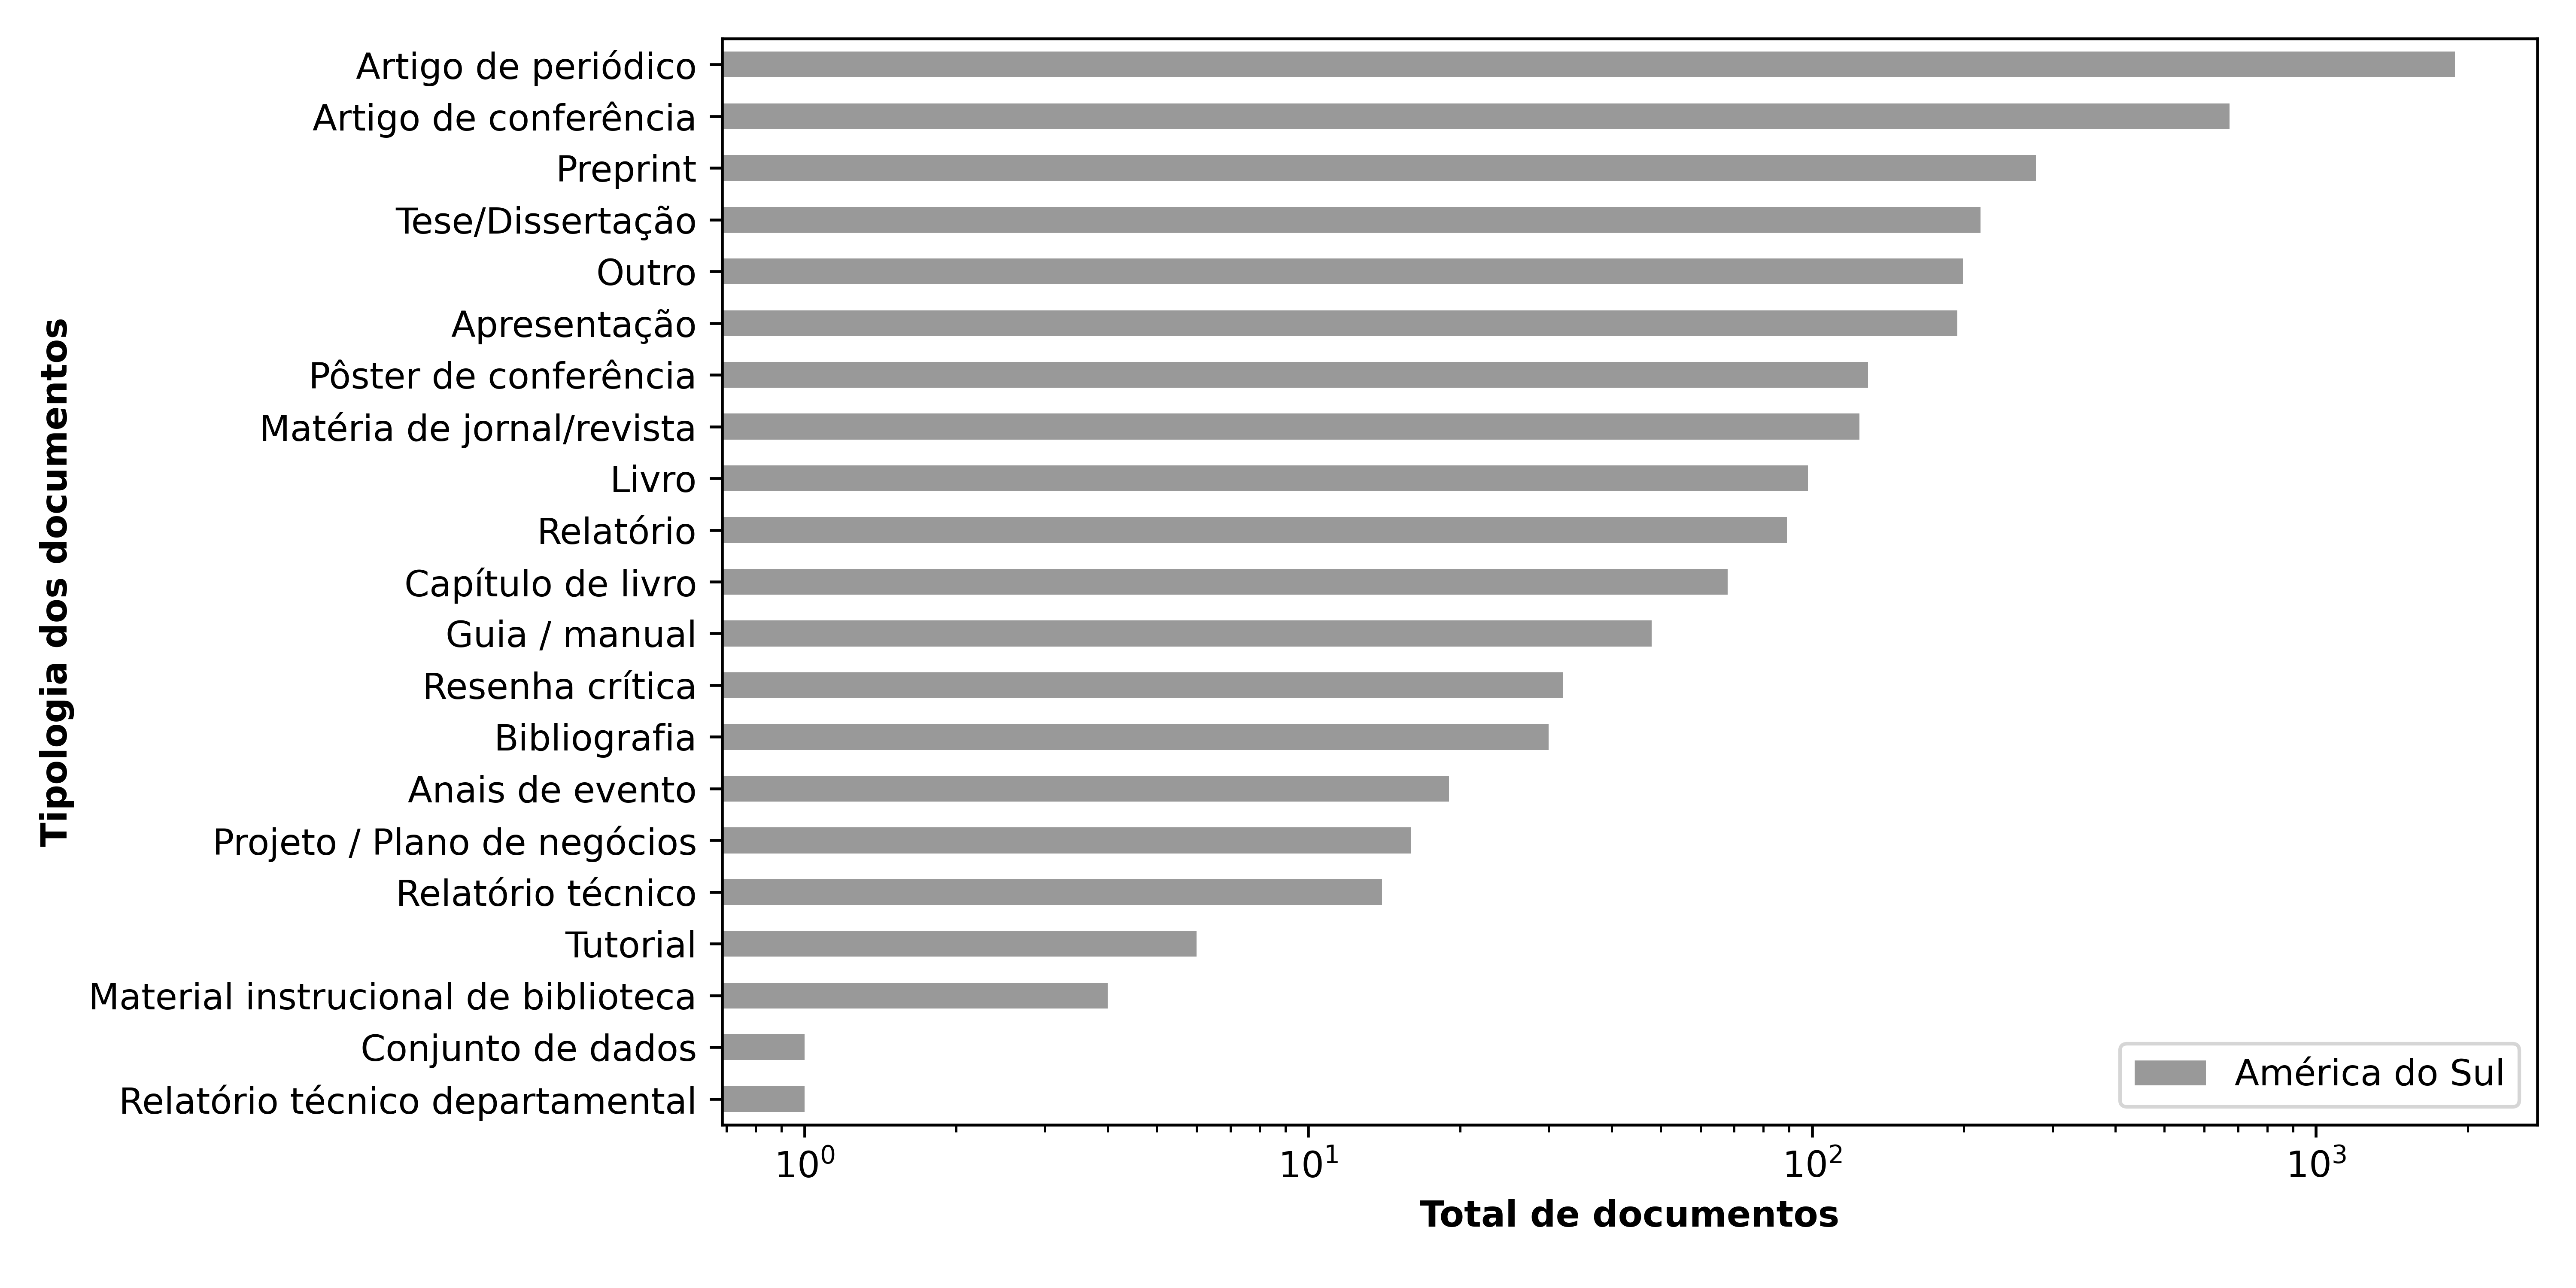 Tipologia dos documentos
Artigo de periódico
Artigo de conferência
Preprint
Tese/Dissertação
Outro
Apresentação
Pôster de conferência
Matéria de jornal/revista
Livro
Relatório
Capítulo de livro
Guia / manual
Resenha crítica
Bibliografia
Anais de evento
Projeto / Plano de negócios
Relatório técnico
Tutorial
Material instrucional de biblioteca
Conjunto de dados
Relatório técnico departamental
América do Sul
10⁰ 10¹ 10² 10³
Total de documentos